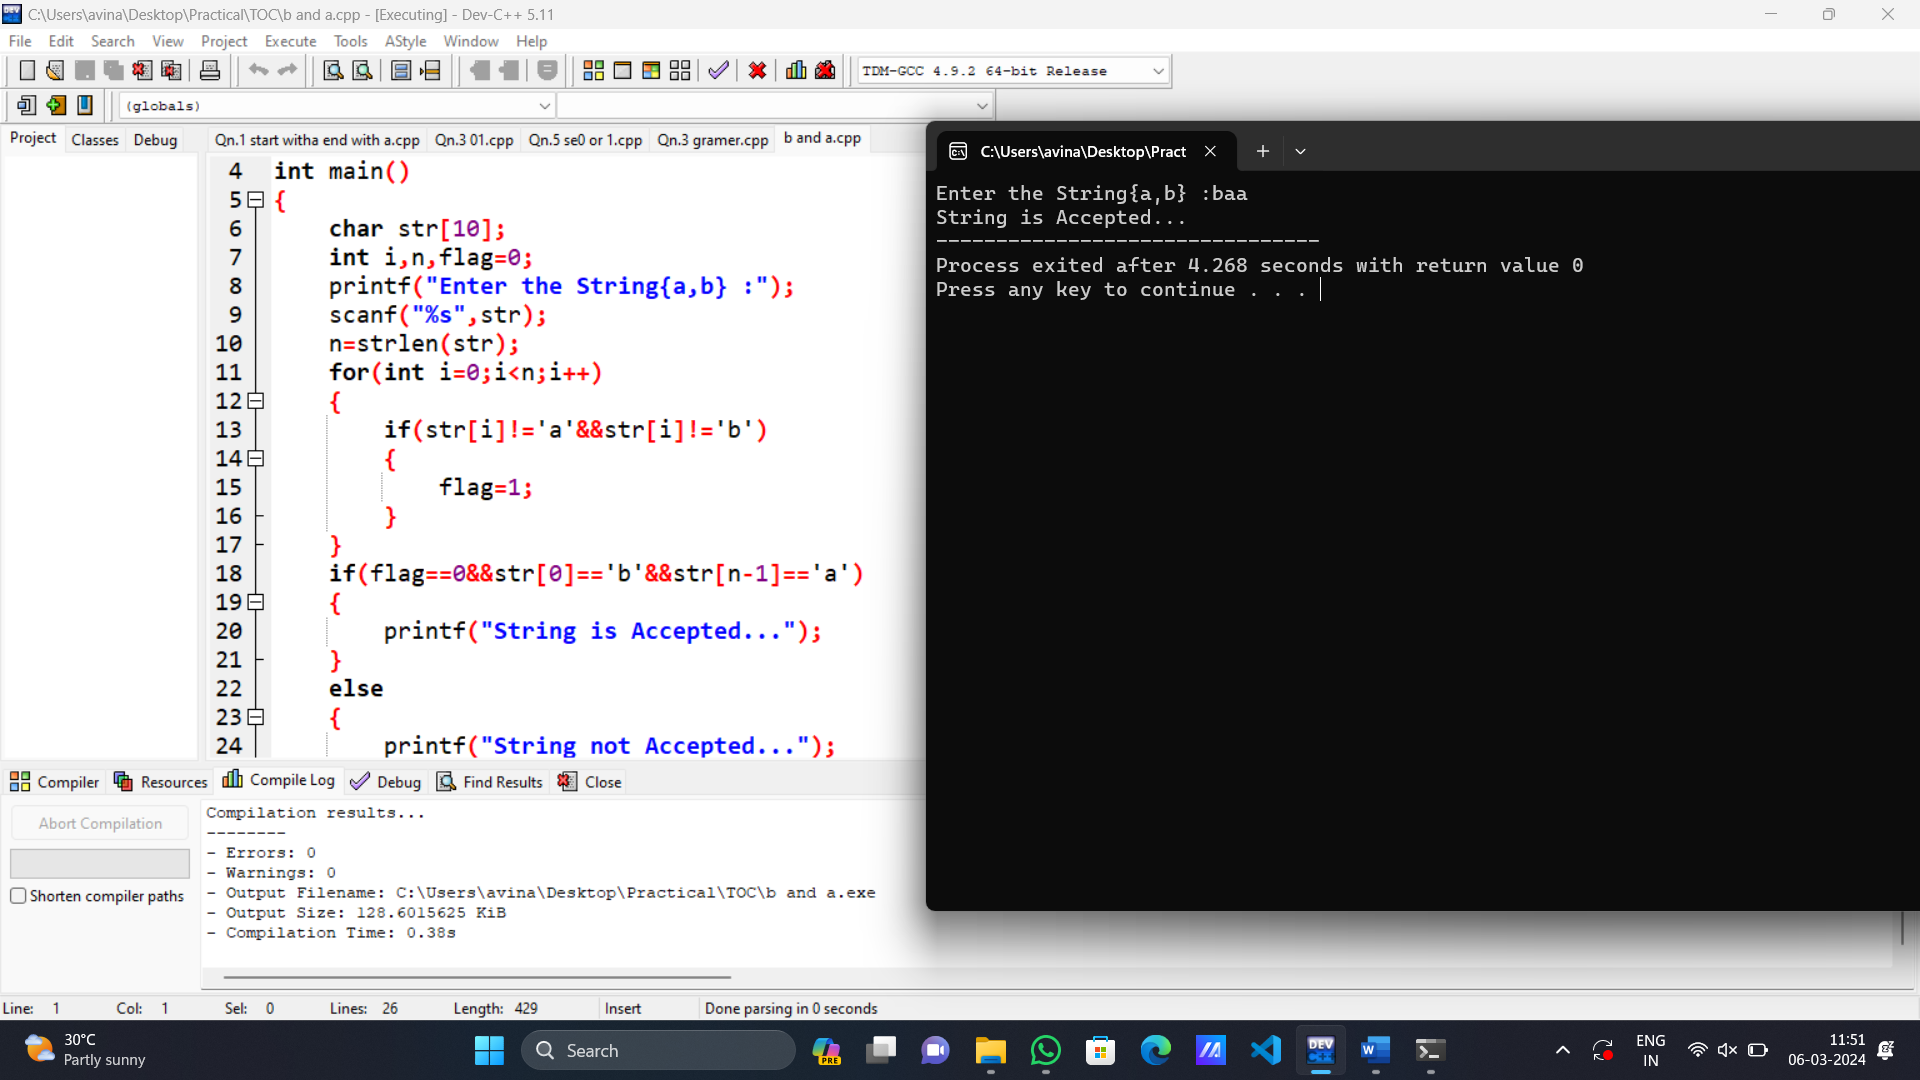 C:\Users\avina\Desktop\Practical\TOC\b and a.cpp - [Executing] - Dev-C++ 5.11
File Edit Search View Project Execute Tools AStyle Window Help
TDM-GCC 4.9.2 64-bit Release
(globals)
Project Classes Debug
Qn.1 start witha end with a.cpp Qn.3 01.cpp Qn.5 se0 or 1.cpp Qn.3 gramer.cpp b and a.cpp
4 int main()
5 {
6 char str[10];
7 int i,n,flag=0;
8 printf("Enter the String{a,b} :");
9 scanf("%s",str);
10 n=strlen(str);
11 for(int i=0;i<n;i++)
12 {
13 if(str[i]!='a'&&str[i]!='b')
14 {
15 flag=1;
16 }
17 }
18 if(flag==0&&str[0]=='b'&&str[n-1]=='a')
19 {
20 printf("String is Accepted...");
21 }
22 else
23 {
24 printf("String not Accepted...");
C:\Users\avina\Desktop\Pract
Enter the String{a,b} :baa
String is Accepted...
--------------------------------
Process exited after 4.268 seconds with return value 0
Press any key to continue . . .
Compiler Resources Compile Log Debug Find Results Close
Abort Compilation
Shorten compiler paths
Compilation results...
--------
- Errors: 0
- Warnings: 0
- Output Filename: C:\Users\avina\Desktop\Practical\TOC\b and a.exe
- Output Size: 128.6015625 KiB
- Compilation Time: 0.38s
Line: 1 Col: 1 Sel: 0 Lines: 26 Length: 429 Insert Done parsing in 0 seconds
30°C
Partly sunny
Search
PRE
DEV
C++
ENG
IN
11:51
06-03-2024